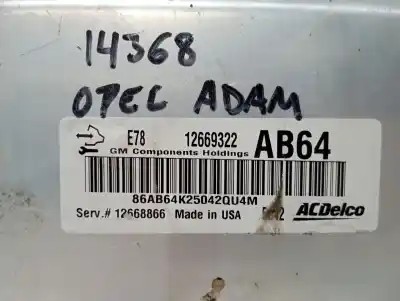 14368
OPEL ADAM
E78 12669322 AB64
GM Components Holdings
86AB64K25042QU4M
Serv.# 12668866 Made in USA ACDelco